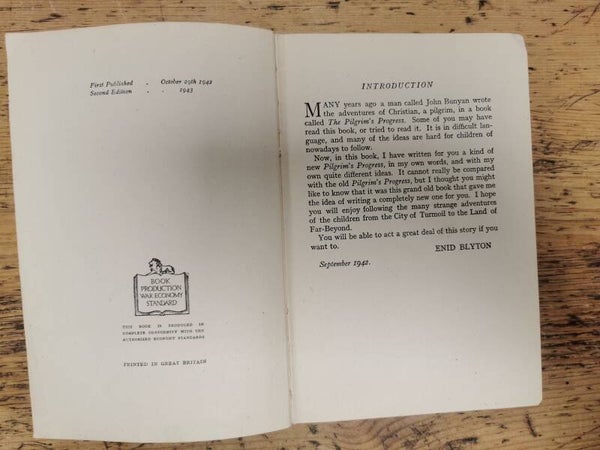 First Published . October 29th 1942
Second Edition . . 1943
BOOK
PRODUCTION
WAR ECONOMY
STANDARD
THIS BOOK IS PRODUCED IN
COMPLETE CONFORMITY WITH THE
AUTHORISED ECONOMY STANDARDS
PRINTED IN GREAT BRITAIN
INTRODUCTION
MANY years ago a man called John Bunyan wrote
the adventures of Christian, a pilgrim, in a book
called The Pilgrim's Progress. Some of you may have
read this book, or tried to read it. It is in difficult lan-
guage, and many of the ideas are hard for children of
nowadays to follow.
Now, in this book, I have written for you a kind of
new Pilgrim's Progress, in my own words, and with my
own quite different ideas. It cannot really be compared
with the old Pilgrim's Progress, but I thought you might
like to know that it was this grand old book that gave me
the idea of writing a completely new one for you. I hope
you will enjoy following the many strange adventures
of the children from the City of Turmoil to the Land of
Far-Beyond.
You will be able to act a great deal of this story if you
want to. ENID BLYTON
September 1942.